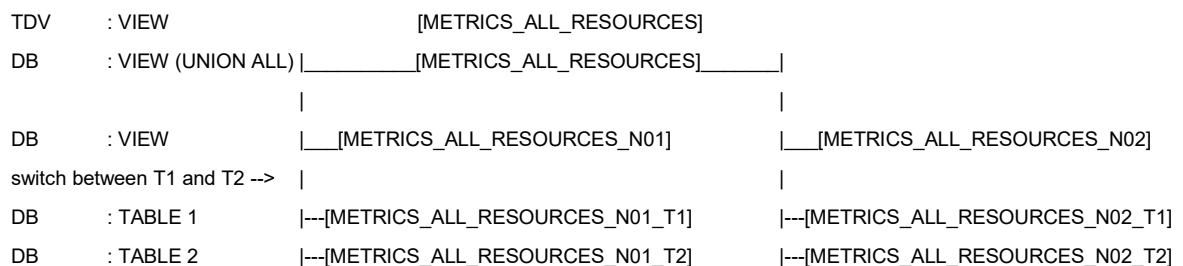 TDV : VIEW [METRICS_ALL_RESOURCES]
DB : VIEW (UNION ALL) |__________[METRICS_ALL_RESOURCES]_______|
| |
DB : VIEW |___[METRICS_ALL_RESOURCES_N01] |___[METRICS_ALL_RESOURCES_N02]
switch between T1 and T2 --> | |
DB : TABLE 1 |---[METRICS_ALL_RESOURCES_N01_T1] |---[METRICS_ALL_RESOURCES_N02_T1]
DB : TABLE 2 |---[METRICS_ALL_RESOURCES_N01_T2] |---[METRICS_ALL_RESOURCES_N02_T2]